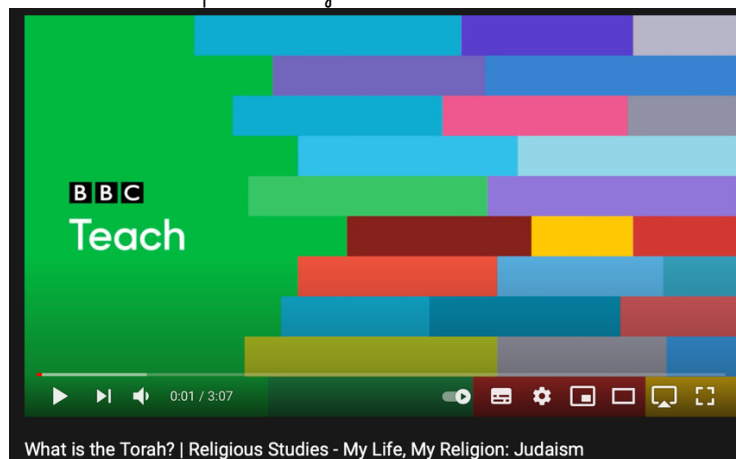 BBC
Teach
0:01 / 3:07
What is the Torah? | Religious Studies - My Life, My Religion: Judaism